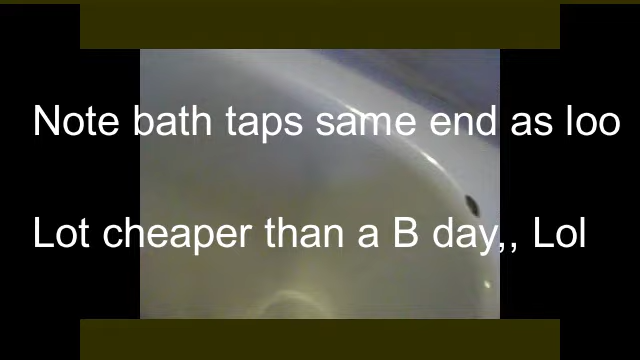 Note bath taps same end as loo
Lot cheaper than a B day,, Lol